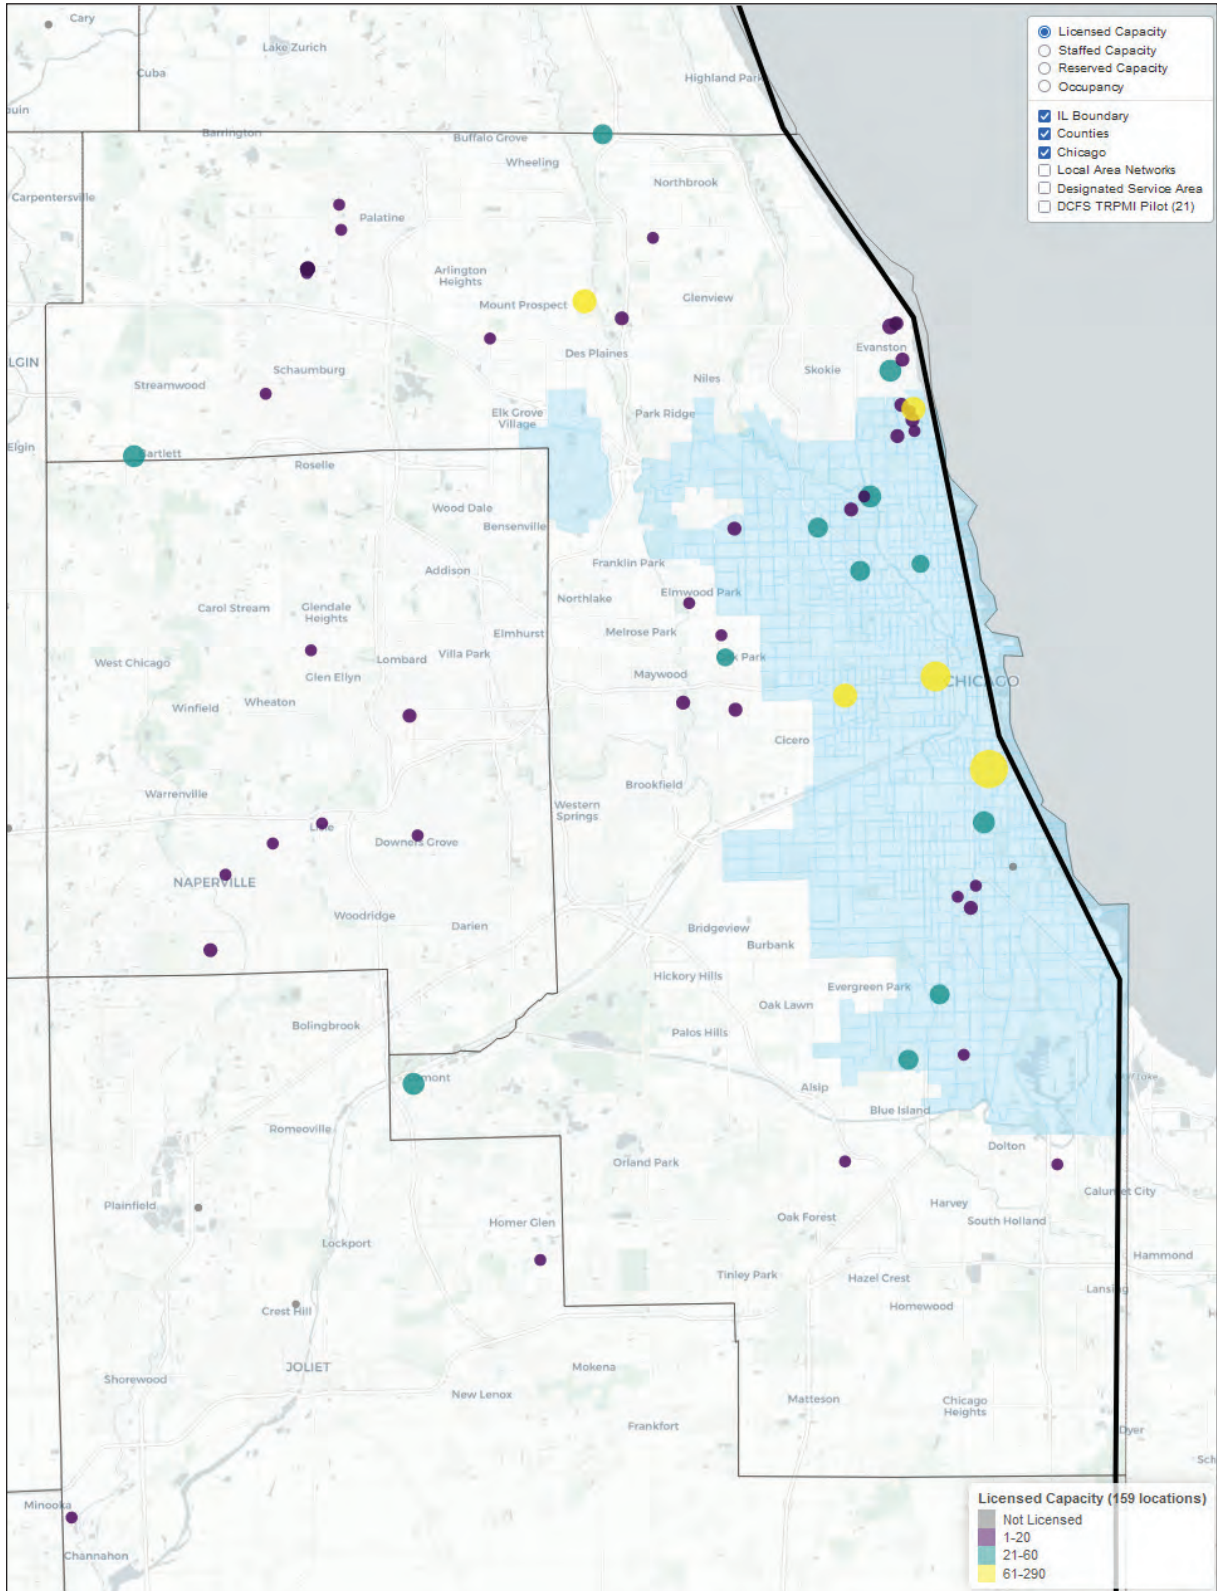 Cary
Lake Zurich
Cuba
Highland Park
Licensed Capacity
Staffed Capacity
Reserved Capacity
Occupancy
IL Boundary
Counties
Chicago
Local Area Networks
Designated Service Area
DCFS TRPMI Pilot (21)
uin
Barrington
Buffalo Grove
Wheeling
Northbrook
Carpentersville
Palatine
Arlington
Heights
Mount Prospect
Glenview
Evanston
Des Plaines
LGIN
Schaumburg
Skokie
Streamwood
Niles
Elk Grove
Village
Park Ridge
Elgin
Bartlett
Roselle
Wood Dale
Bensenville
Franklin Park
Addison
Elmwood Park
Northlake
Carol Stream
Glendale
Heights
Elmhurst
Melrose Park
West Chicago
Lombard
Villa Park
Oak Park
Glen Ellyn
Maywood
CHICAGO
Winfield
Wheaton
Cicero
Brookfield
Warrenville
Western
Springs
Lisle
Downers Grove
NAPERVILLE
Woodridge
Darien
Bridgeview
Burbank
Hickory Hills
Evergreen Park
Oak Lawn
Bolingbrook
Palos Hills
Lemont
Alsip
Blue Island
Romeoville
Dolton
Orland Park
Calumet City
Plainfield
Harvey
Oak Forest
South Holland
Homer Glen
Lockport
Hammond
Tinley Park
Hazel Crest
Lansing
Homewood
Crest Hill
JOLIET
Mokena
Shorewood
New Lenox
Matteson
Chicago
Heights
Frankfort
Dyer
Sch
Licensed Capacity (159 locations)
Not Licensed
1-20
21-60
61-290
Minooka
Channahon